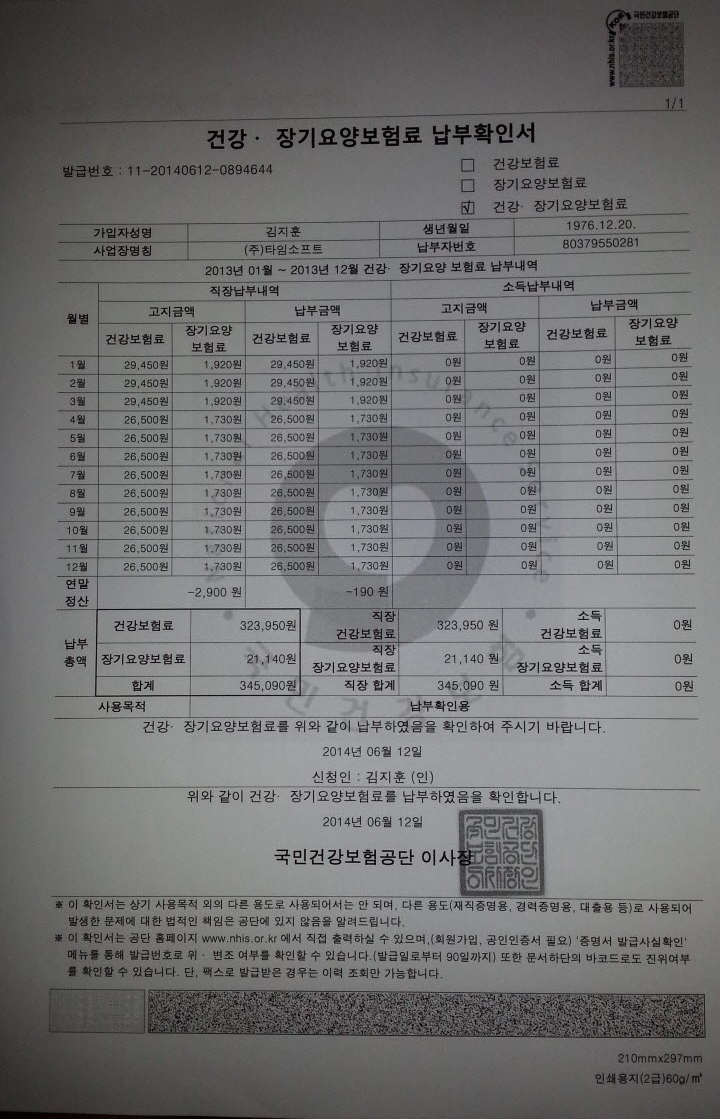 국민건강보험공단
www.nhis.or.kr
1/1
건강· 장기요양보험료 납부확인서
발급번호 : 11-20140612-0894644
□ 건강보험료
□ 장기요양보험료
☑ 건강· 장기요양보험료
가입자성명 김지훈 생년월일 1976.12.20.
사업장명칭 (주)타임소프트 납부자번호 80379550281
2013년 01월 ~ 2013년 12월 건강· 장기요양 보험료 납부내역
월별 직장납부내역 소득납부내역
고지금액 납부금액 고지금액 납부금액
건강보험료 장기요양보험료 건강보험료 장기요양보험료 건강보험료 장기요양보험료 건강보험료 장기요양보험료
1월 29,450원 1,920원 29,450원 1,920원 0원 0원 0원 0원
2월 29,450원 1,920원 29,450원 1,920원 0원 0원 0원 0원
3월 29,450원 1,920원 29,450원 1,920원 0원 0원 0원 0원
4월 26,500원 1,730원 26,500원 1,730원 0원 0원 0원 0원
5월 26,500원 1,730원 26,500원 1,730원 0원 0원 0원 0원
6월 26,500원 1,730원 26,500원 1,730원 0원 0원 0원 0원
7월 26,500원 1,730원 26,500원 1,730원 0원 0원 0원 0원
8월 26,500원 1,730원 26,500원 1,730원 0원 0원 0원 0원
9월 26,500원 1,730원 26,500원 1,730원 0원 0원 0원 0원
10월 26,500원 1,730원 26,500원 1,730원 0원 0원 0원 0원
11월 26,500원 1,730원 26,500원 1,730원 0원 0원 0원 0원
12월 26,500원 1,730원 26,500원 1,730원 0원 0원 0원 0원
연말정산 -2,900 원 -190 원
납부총액 건강보험료 323,950원 직장 건강보험료 323,950 원 소득 건강보험료 0원
장기요양보험료 21,140원 직장 장기요양보험료 21,140 원 소득 장기요양보험료 0원
합계 345,090원 직장 합계 345,090 원 소득 합계 0원
사용목적 납부확인용
건강· 장기요양보험료를 위와 같이 납부하였음을 확인하여 주시기 바랍니다.
2014년 06월 12일
신청인 : 김지훈 (인)
위와 같이 건강· 장기요양보험료를 납부하였음을 확인합니다.
2014년 06월 12일
국민건강보험공단 이사장
※ 이 확인서는 상기 사용목적 외의 다른 용도로 사용되어서는 안 되며, 다른 용도(재직증명용, 경력증명용, 대출용 등)로 사용되어
발생한 문제에 대한 법적인 책임은 공단에 있지 않음을 알려드립니다.
※ 이 확인서는 공단 홈페이지 www.nhis.or.kr 에서 직접 출력하실 수 있으며,(회원가입, 공인인증서 필요) '증명서 발급사실확인'
메뉴를 통해 발급번호로 위· 변조 여부를 확인할 수 있습니다.(발급일로부터 90일까지) 또한 문서하단의 바코드로도 진위여부
를 확인할 수 있습니다. 단, 팩스로 발급받은 경우는 이력 조회만 가능합니다.
210mmx297mm
인쇄용지(2급)60g/㎡